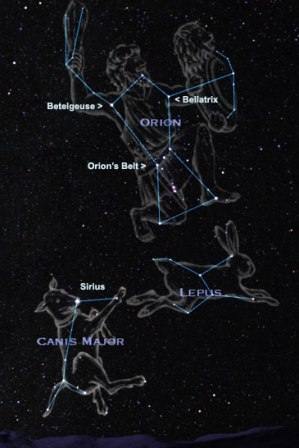 Betelgeuse >
< Bellatrix
ORION
Orion's Belt >
Sirius
LEPUS
CANIS MAJOR